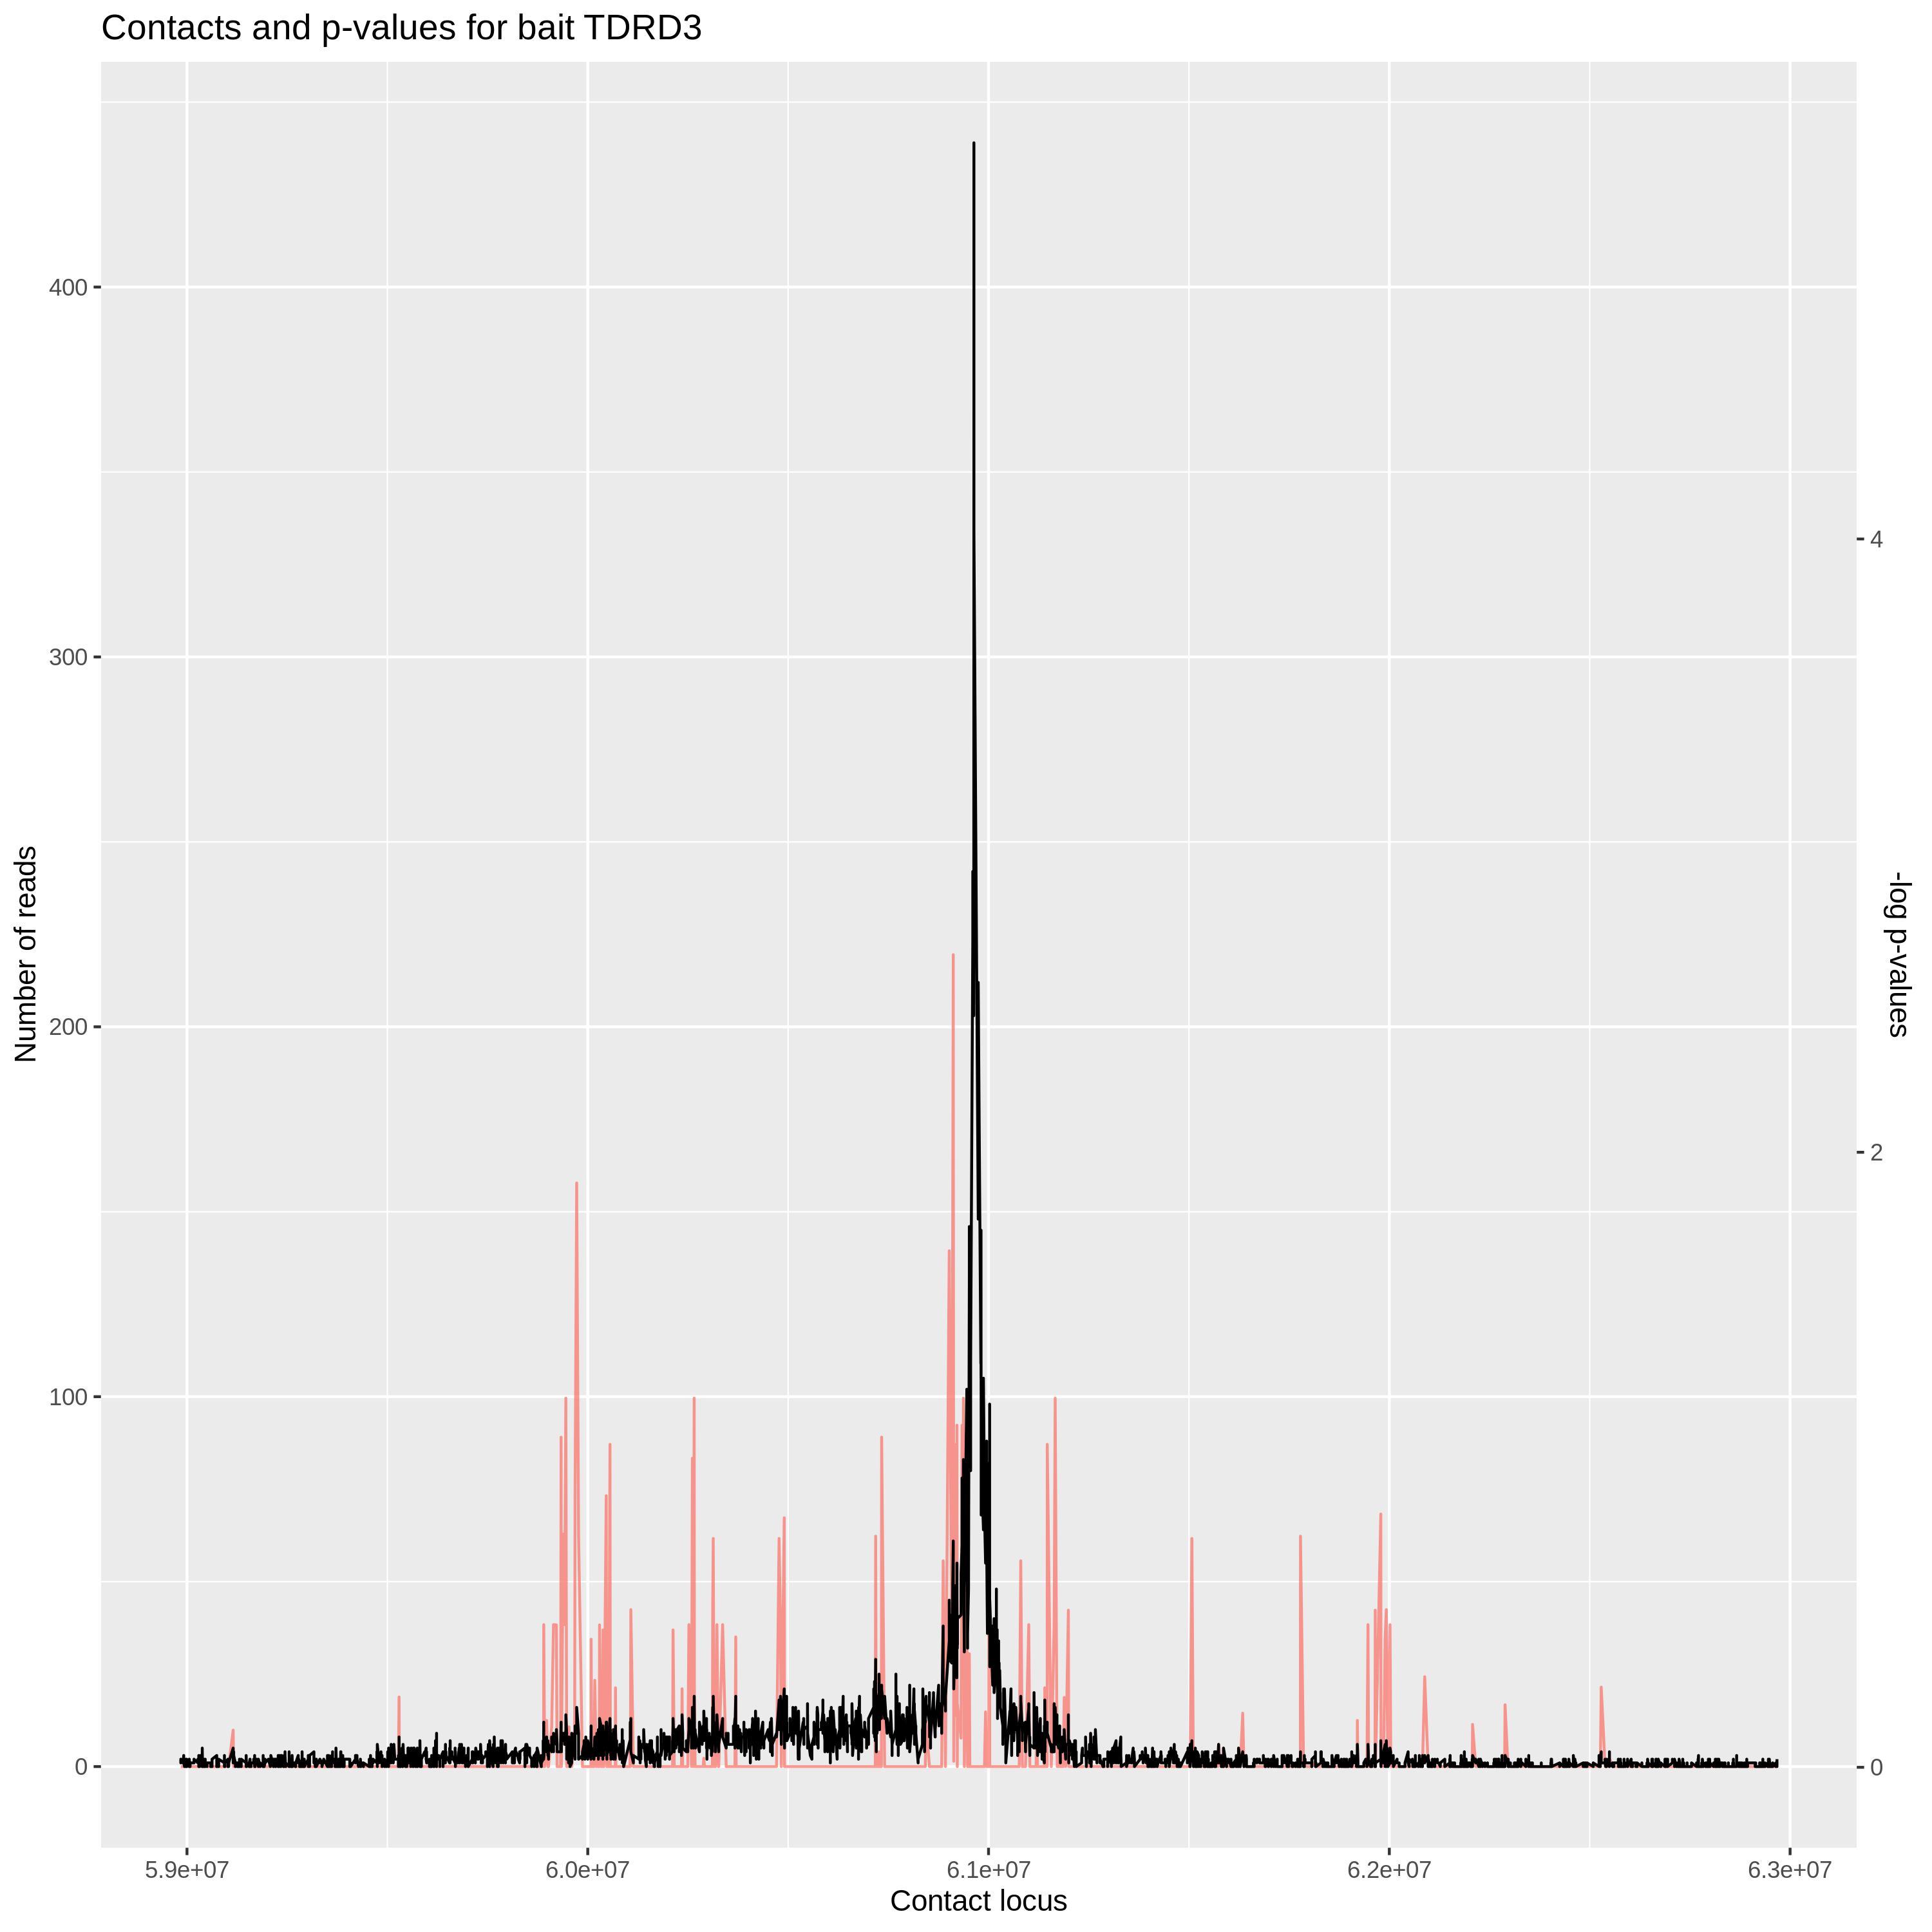 Contacts and p-values for bait TDRD3
Number of reads
400
300
200
100
0
4
2
0
-log p-values
5.9e+07
6.0e+07
6.1e+07
6.2e+07
6.3e+07
Contact locus